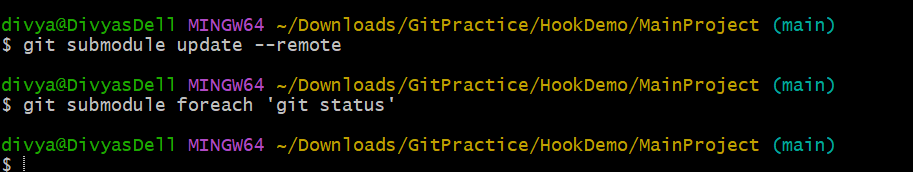 divya@DivyasDell MINGW64 ~/Downloads/GitPractice/HookDemo/MainProject (main)
$ git submodule update --remote
divya@DivyasDell MINGW64 ~/Downloads/GitPractice/HookDemo/MainProject (main)
$ git submodule foreach 'git status'
divya@DivyasDell MINGW64 ~/Downloads/GitPractice/HookDemo/MainProject (main)
$